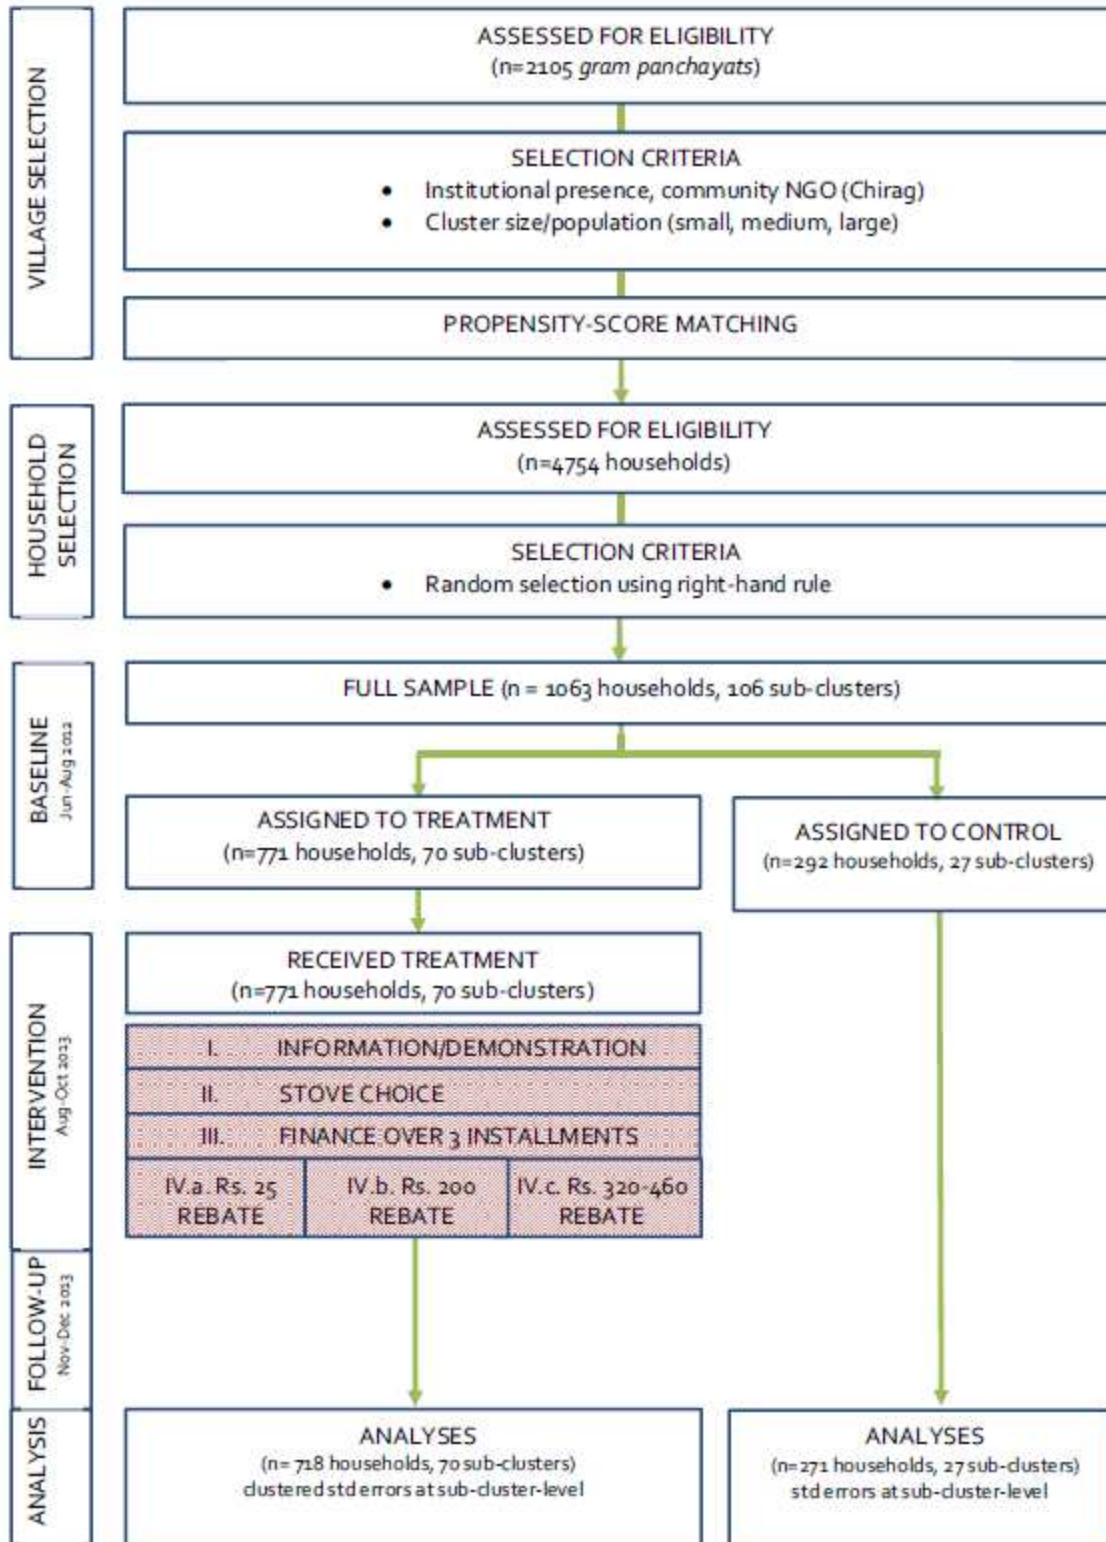 VILLAGE SELECTION
ASSESSED FOR ELIGIBILITY
(n=2105 gram panchayats)
SELECTION CRITERIA
• Institutional presence, community NGO (Chirag)
• Cluster size/population (small, medium, large)
PROPENSITY-SCORE MATCHING
HOUSEHOLD
SELECTION
ASSESSED FOR ELIGIBILITY
(n=4754 households)
SELECTION CRITERIA
• Random selection using right-hand rule
BASELINE
Jun-Aug 2012
FULL SAMPLE (n = 1063 households, 106 sub-clusters)
ASSIGNED TO TREATMENT
(n=771 households, 70 sub-clusters)
ASSIGNED TO CONTROL
(n=292 households, 27 sub-clusters)
INTERVENTION
Aug-Oct 2013
RECEIVED TREATMENT
(n=771 households, 70 sub-clusters)
I. INFORMATION/DEMONSTRATION
II. STOVE CHOICE
III. FINANCE OVER 3 INSTALLMENTS
IV.a. Rs. 25
REBATE
IV.b. Rs. 200
REBATE
IV.c. Rs. 320-460
REBATE
FOLLOW-UP
Nov-Dec 2013
ANALYSIS
ANALYSES
(n= 718 households, 70 sub-clusters)
clustered std errors at sub-cluster-level
ANALYSES
(n=271 households, 27 sub-clusters)
std errors at sub-cluster-level